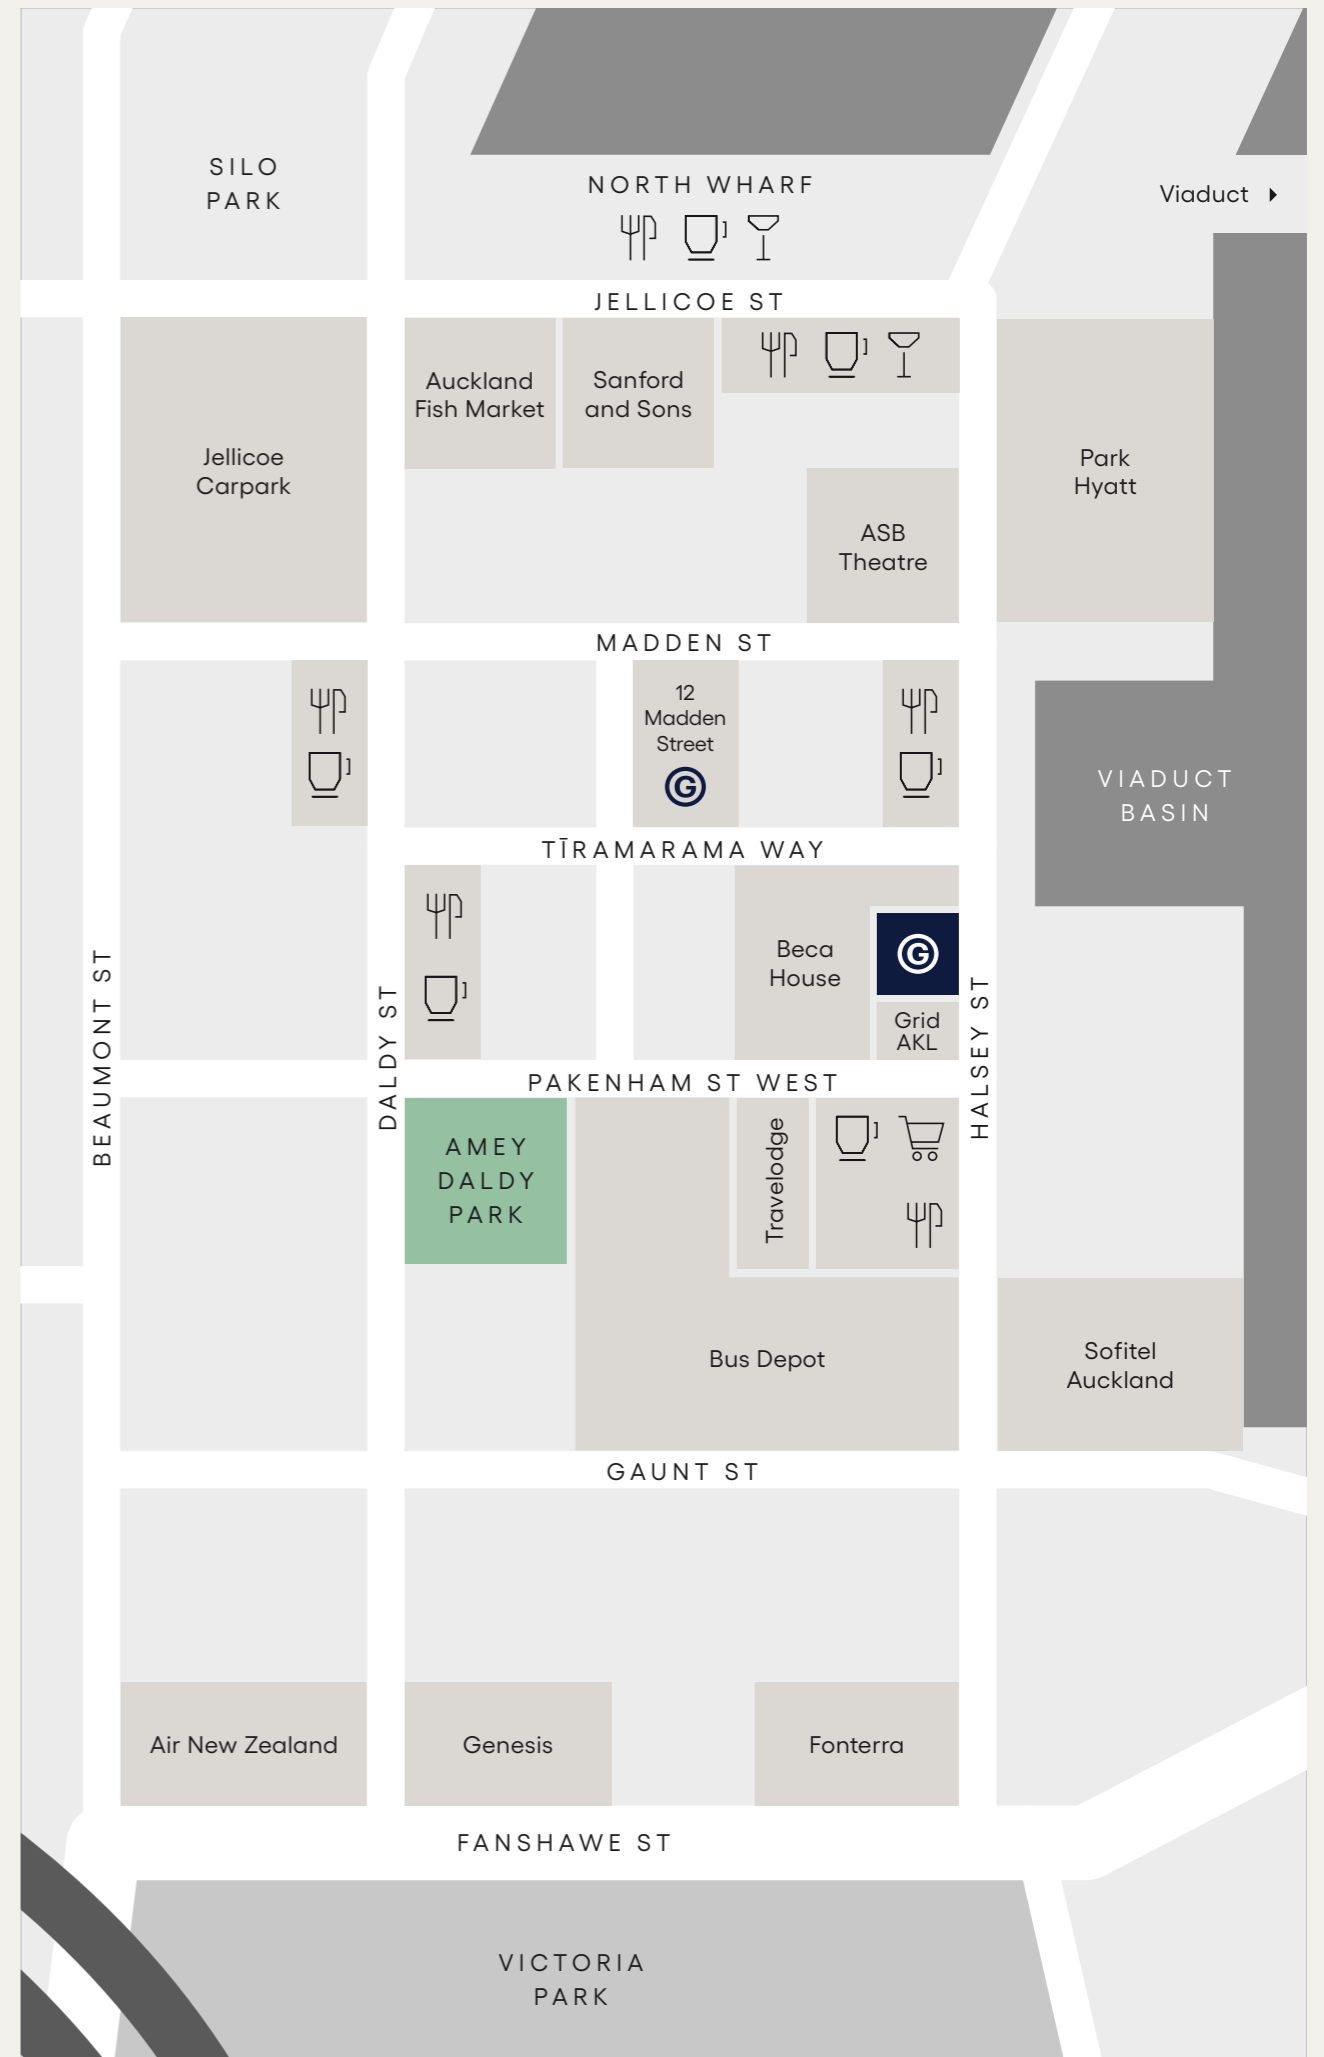 SILO
PARK
NORTH WHARF
Viaduct
JELLICOE ST
Auckland
Fish Market
Sanford
and Sons
Jellicoe
Carpark
Park
Hyatt
ASB
Theatre
MADDEN ST
12
Madden
Street
G
VIADUCT
BASIN
TĪRAMARAMA WAY
Beca
House
G
Grid
AKL
BEAUMONT ST
DALDY ST
HALSEY ST
PAKENHAM ST WEST
AMEY
DALDY
PARK
Travelodge
Bus Depot
Sofitel
Auckland
GAUNT ST
Air New Zealand
Genesis
Fonterra
FANSHAWE ST
VICTORIA
PARK